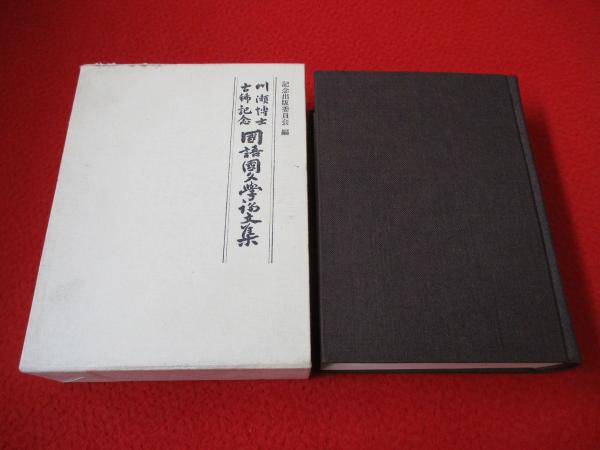 記念出版委員会 編
川瀬博士
古稀記念
國語國文學論文集